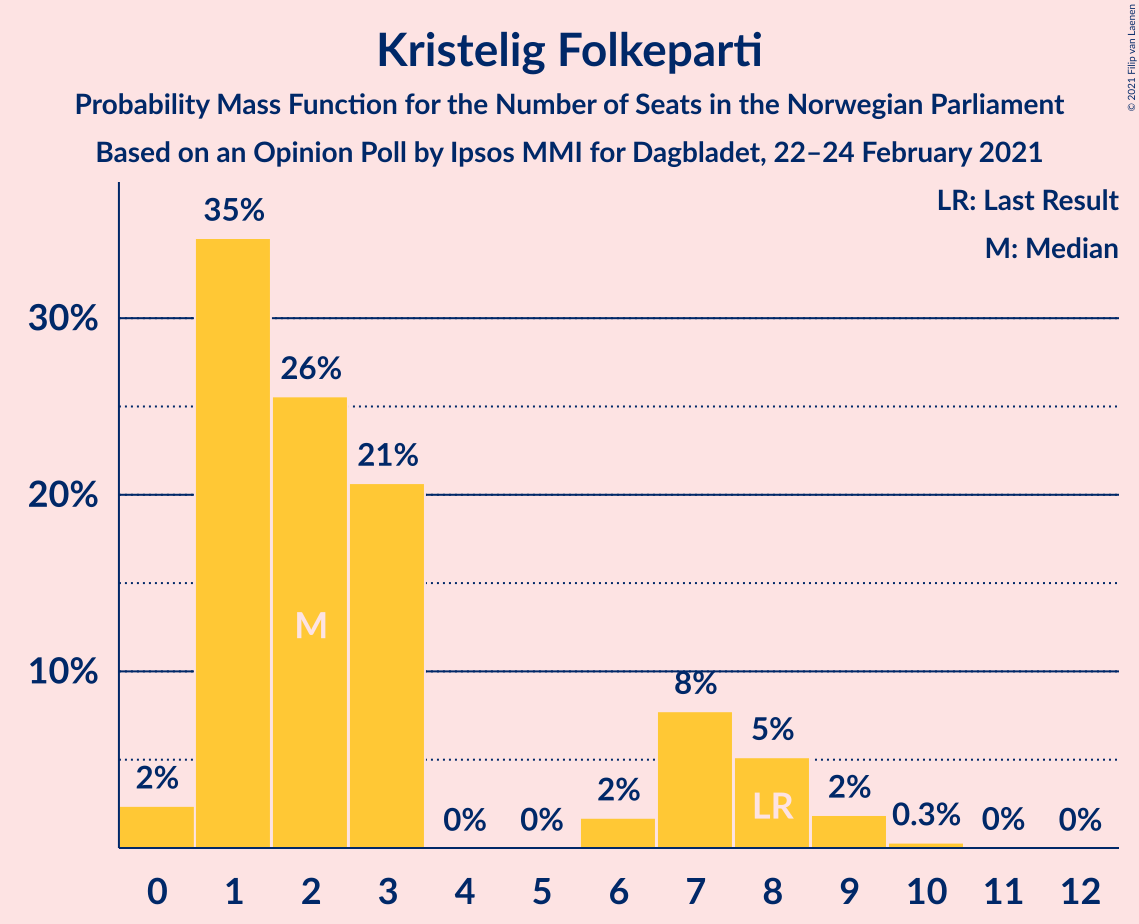 © 2021 Filip van Laenen
Kristelig Folkeparti
Probability Mass Function for the Number of Seats in the Norwegian Parliament
Based on an Opinion Poll by Ipsos MMI for Dagbladet, 22–24 February 2021
LR: Last Result
M: Median
35%
30%
26%
21%
20%
M
10%
8%
5%
2%
2%
LR
2%
0.3%
0%
0%
0%
0%
0 1 2 3 4 5 6 7 8 9 10 11 12